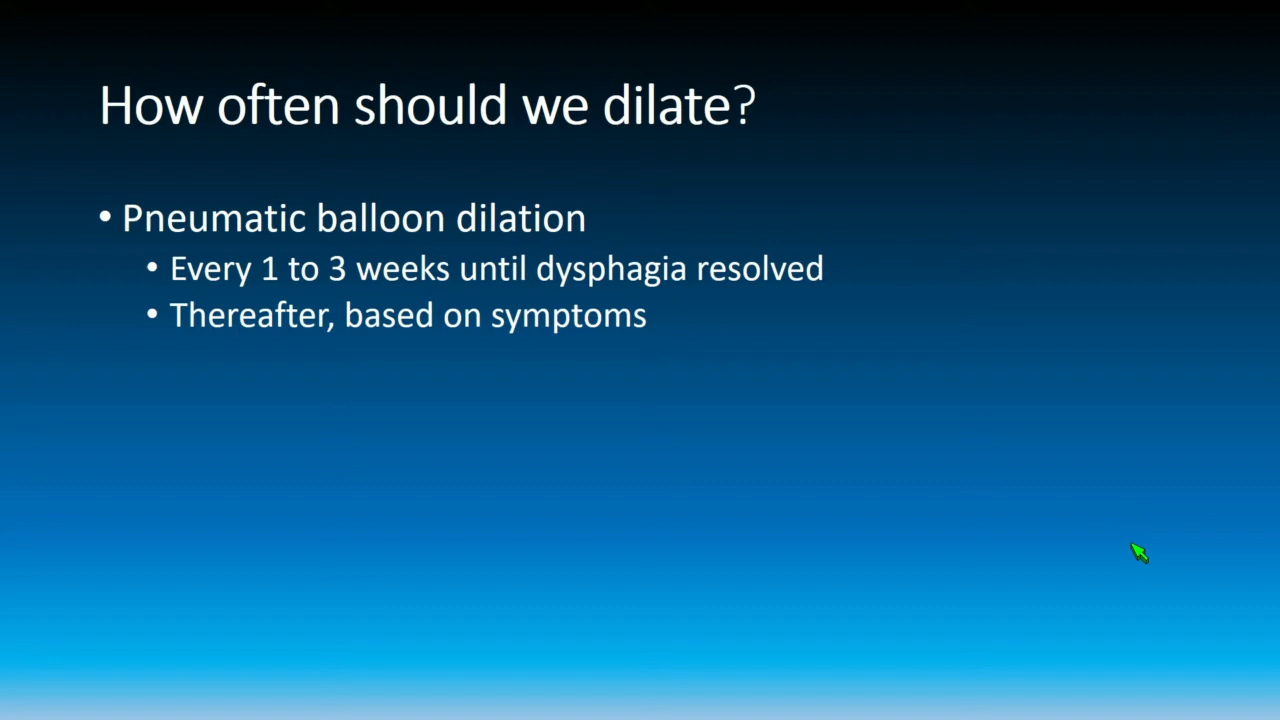 How often should we dilate?
• Pneumatic balloon dilation
• Every 1 to 3 weeks until dysphagia resolved
• Thereafter, based on symptoms